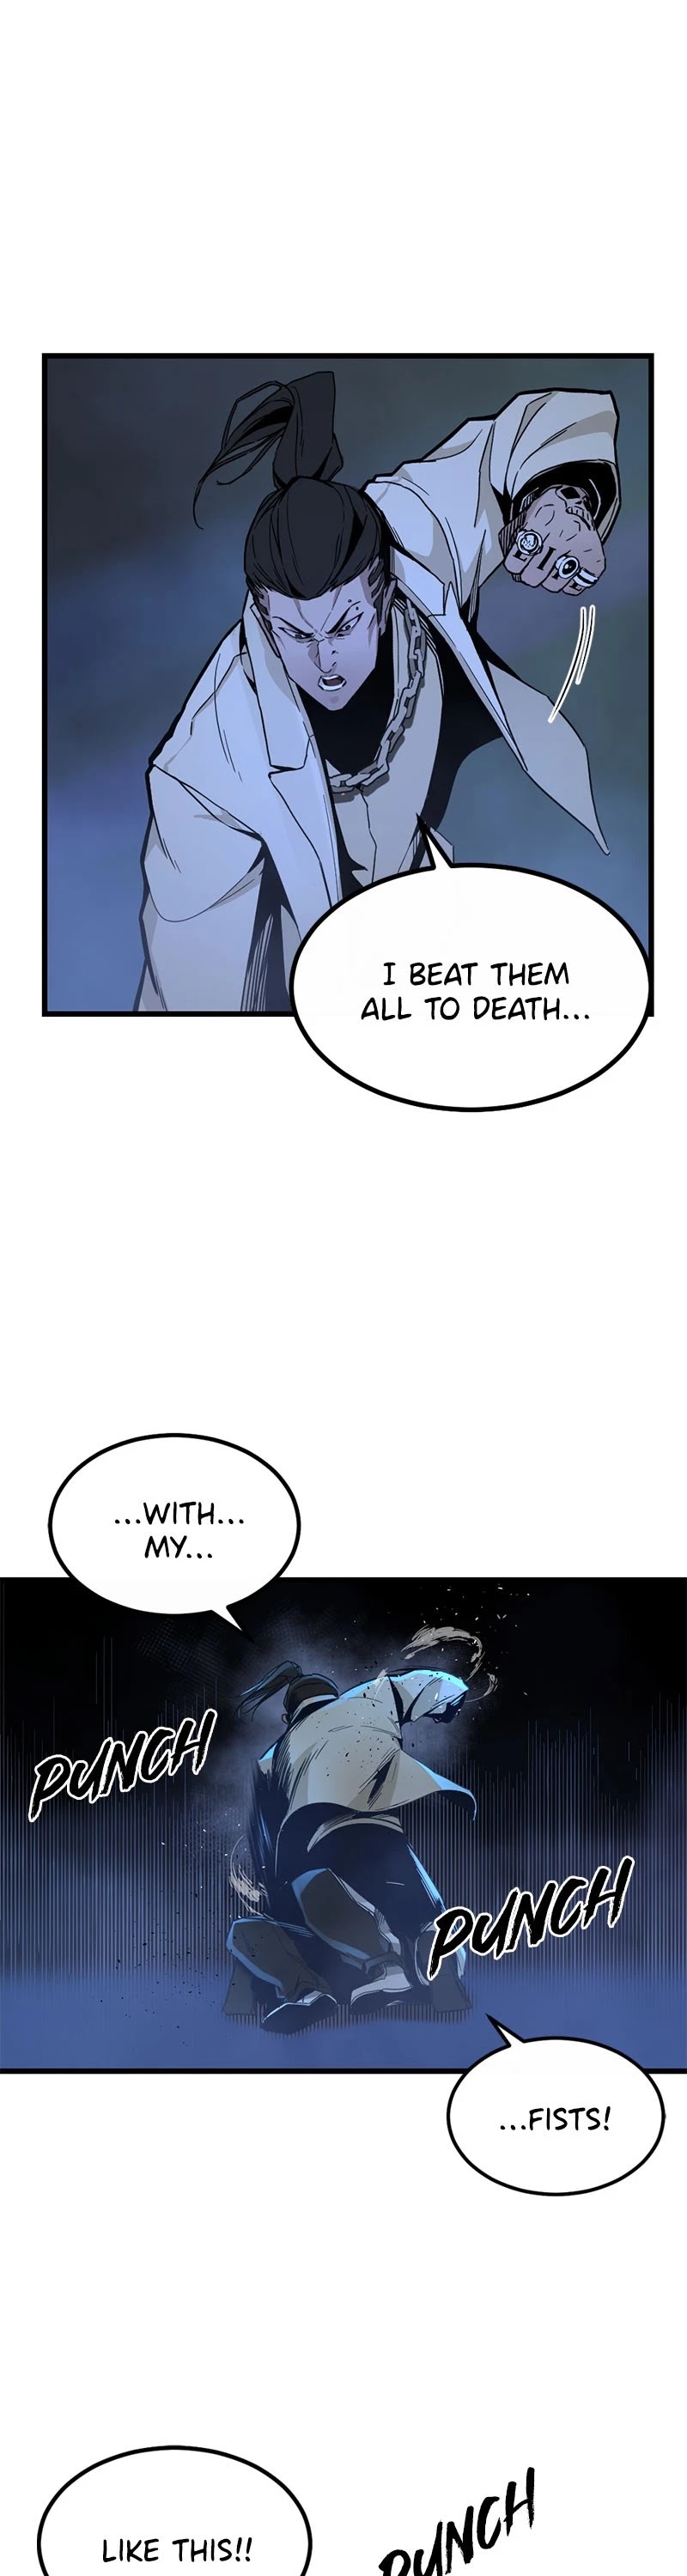 I BEAT THEM
ALL TO DEATH...
...WITH...
MY...
PUNCH
PUNCH
...FISTS!
LIKE THIS!!
PUNCH